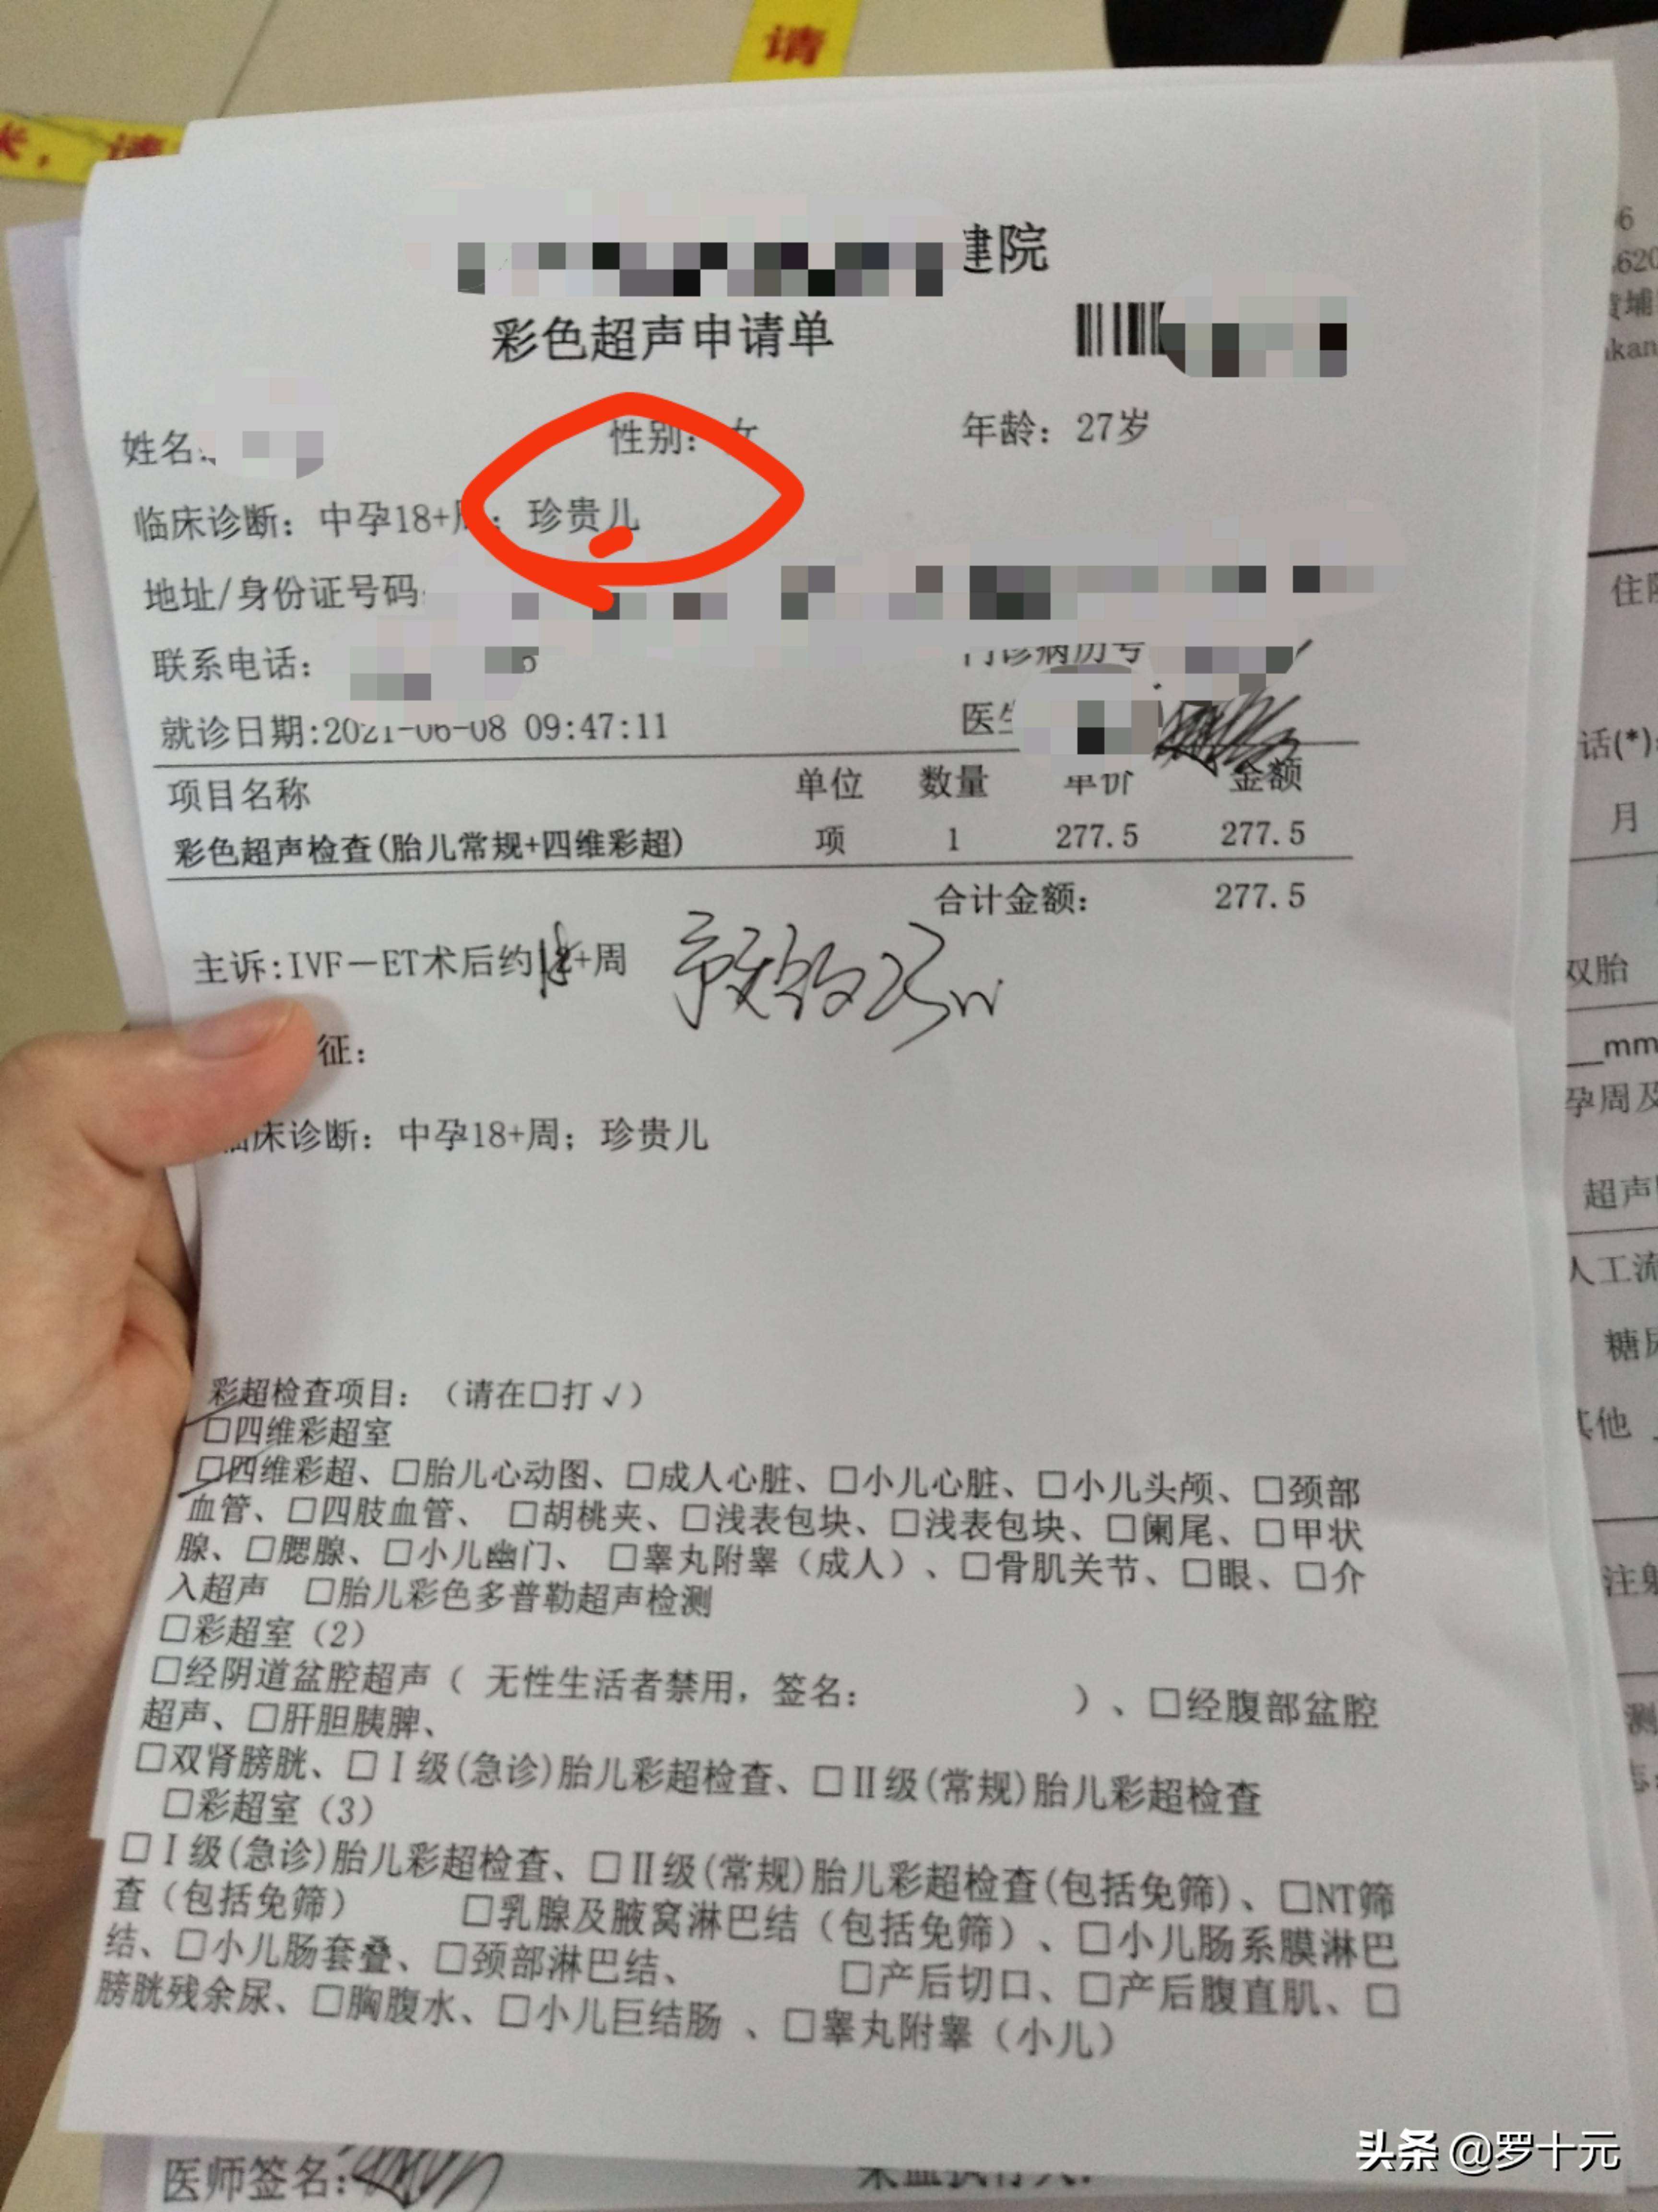 请
米，请
建院
彩色超声申请单
姓名: 性别: 女 年龄: 27岁
临床诊断: 中孕18+周; 珍贵儿
地址/身份证号码:
联系电话:
门诊病历号
就诊日期:2021-06-08 09:47:11 医生
项目名称 单位 数量 单价 金额
彩色超声检查(胎儿常规+四维彩超) 项 1 277.5 277.5
合计金额: 277.5
主诉:IVF-ET术后约18+周 预约23w
征:
临床诊断: 中孕18+周; 珍贵儿
彩超检查项目: （请在□打√）
□四维彩超室
□四维彩超、□胎儿心动图、□成人心脏、□小儿心脏、□小儿头颅、□颈部
血管、□四肢血管、 □胡桃夹、□浅表包块、□浅表包块、□阑尾、□甲状
腺、□腮腺、□小儿幽门、 □睾丸附睾（成人）、□骨肌关节、□眼、□介
入超声 □胎儿彩色多普勒超声检测
□彩超室（2）
□经阴道盆腔超声（ 无性生活者禁用，签名: ）、□经腹部盆腔
超声、□肝胆胰脾、
□双肾膀胱、□Ⅰ级(急诊)胎儿彩超检查、□Ⅱ级(常规)胎儿彩超检查
□彩超室（3）
□Ⅰ级(急诊)胎儿彩超检查、□Ⅱ级(常规)胎儿彩超检查(包括免筛)、□NT筛
查（包括免筛） □乳腺及腋窝淋巴结（包括免筛）、□小儿肠系膜淋巴
结、□小儿肠套叠、□颈部淋巴结、 □产后切口、□产后腹直肌、□
膀胱残余尿、□胸腹水、□小儿巨结肠 、□睾丸附睾（小儿）
医师签名:
6
620
黄埔
kan
住院
话(*):
月
双胎
__mm
孕周及
超声
人工流
糖尿
其他
注射
测
头条 @罗十元